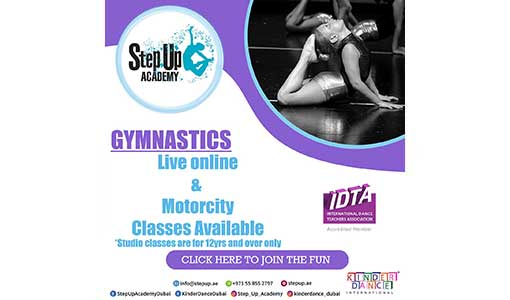 Step Up
ACADEMY
GYMNASTICS
Live online
&
Motorcity
Classes Available
*Studio classes are for 12yrs and over only
IDTA
INTERNATIONAL DANCE
TEACHERS ASSOCIATION
Accredited Member
CLICK HERE TO JOIN THE FUN
info@stepup.ae +971 55 855 2797 stepup.ae
StepUpAcademyDubai KinderDanceDubai Step_Up_Academy kinderdance_dubai
KINDER
DANCE
INTERNATIONAL